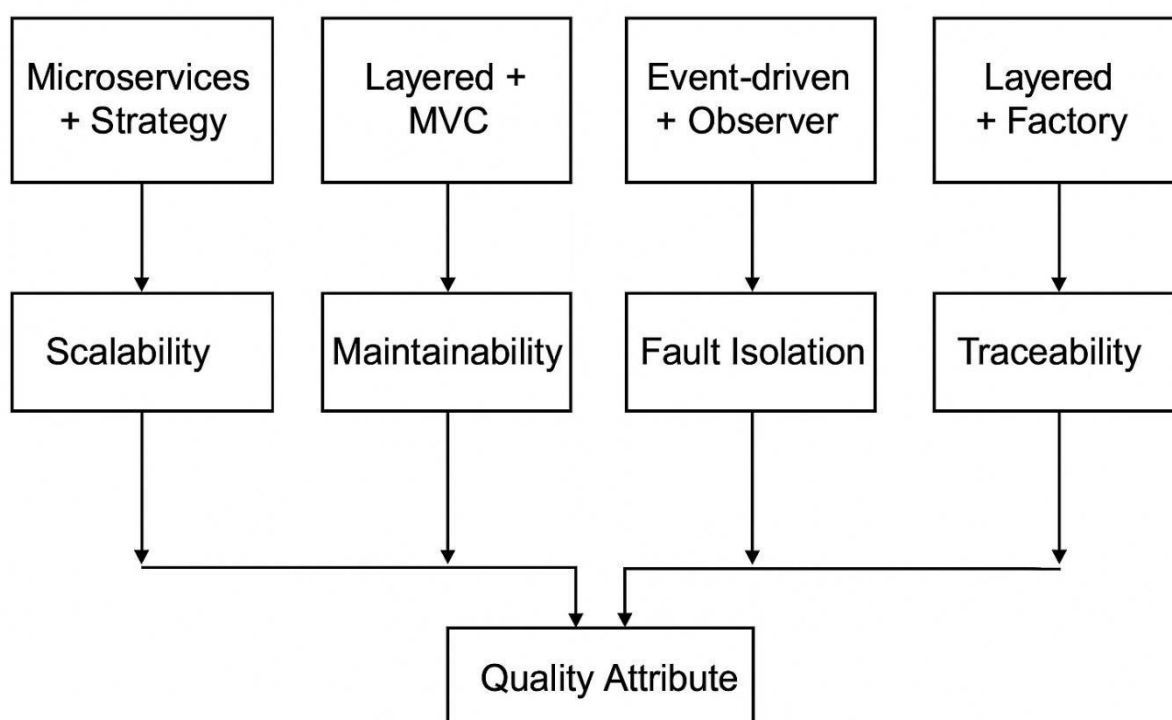 Microservices
+ Strategy
Layered +
MVC
Event-driven
+ Observer
Layered
+ Factory
Scalability
Maintainability
Fault Isolation
Traceability
Quality Attribute